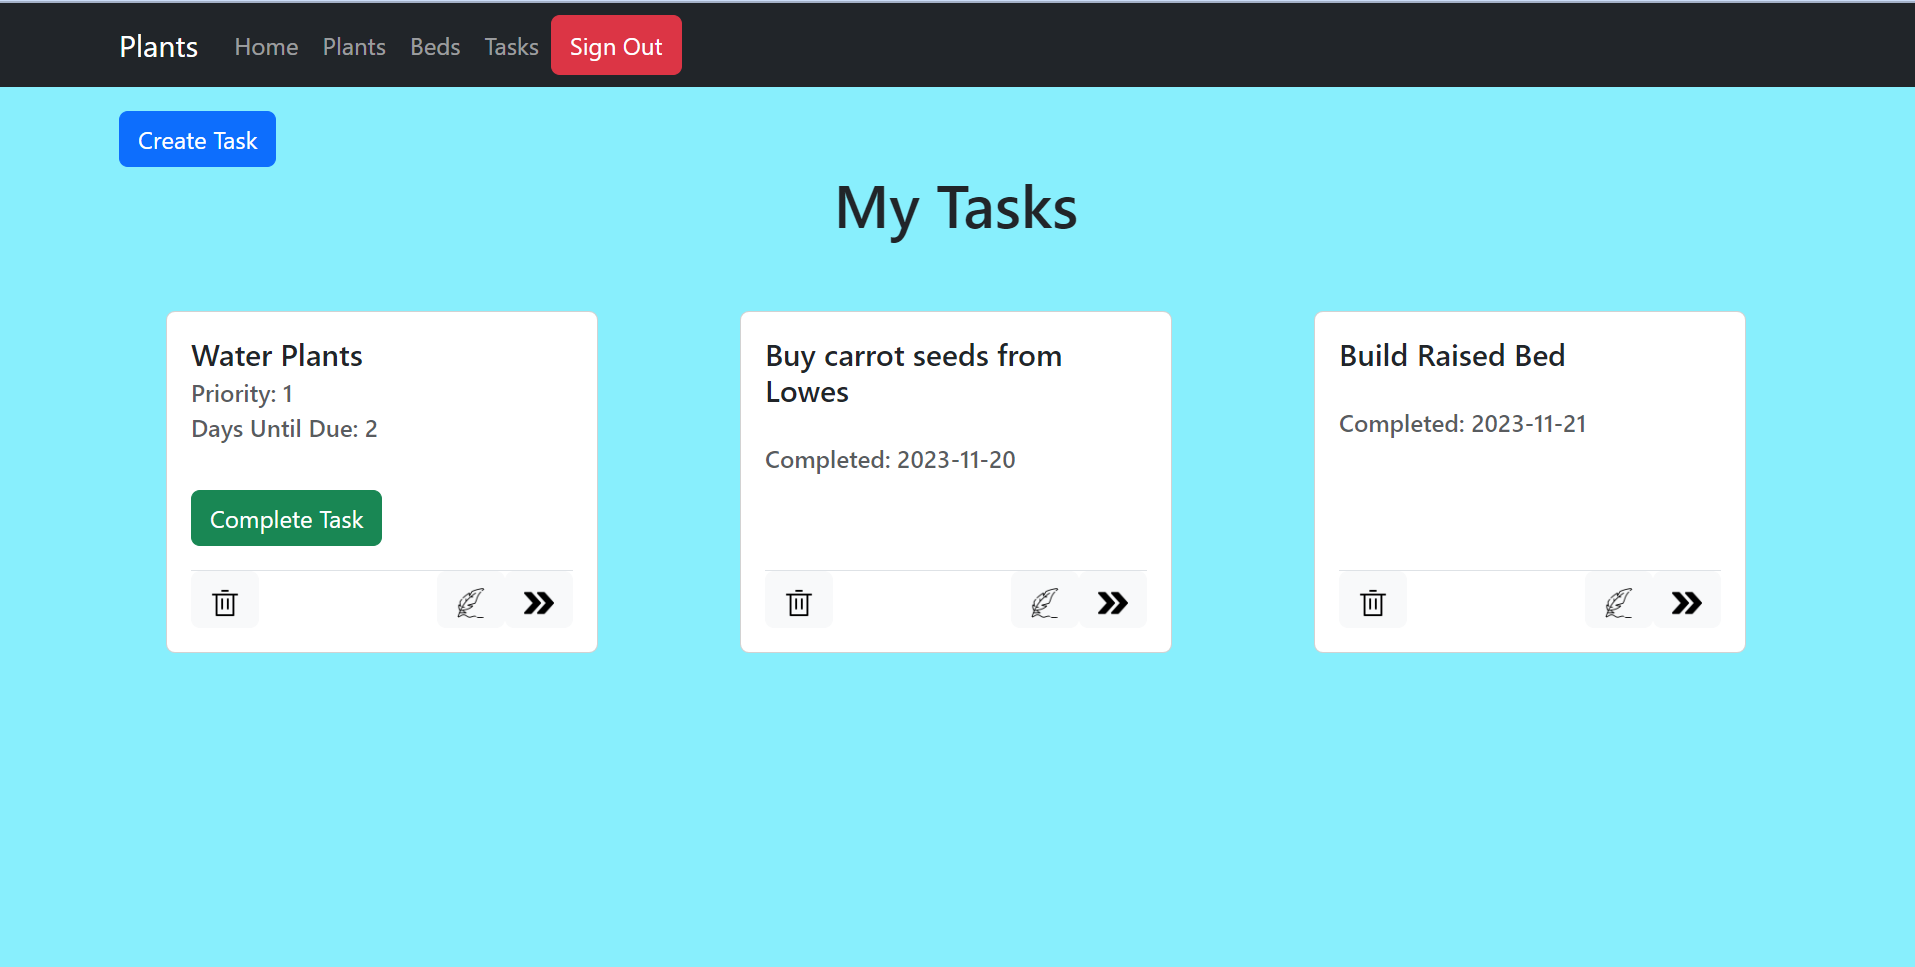 Plants Home Plants Beds Tasks Sign Out
Create Task
My Tasks
Water Plants
Priority: 1
Days Until Due: 2
Complete Task
Buy carrot seeds from
Lowes
Completed: 2023-11-20
Build Raised Bed
Completed: 2023-11-21